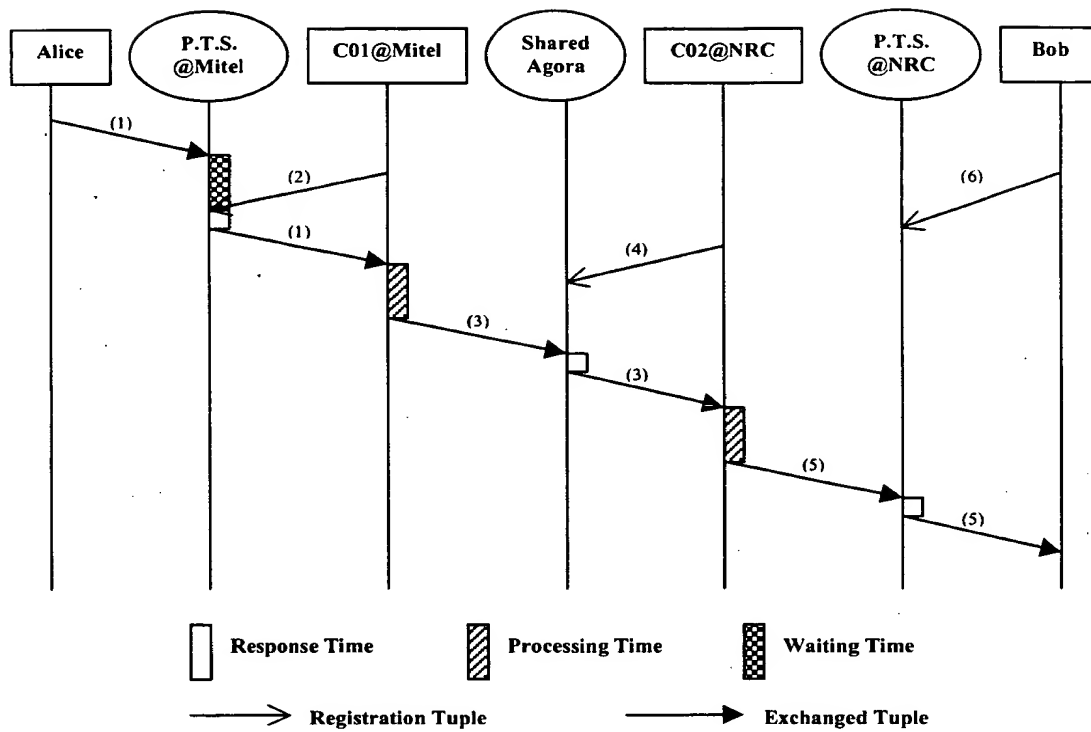 Alice
P.T.S.
@Mitel
C01@Mitel
Shared
Agora
C02@NRC
P.T.S.
@NRC
Bob
(1)
(2)
(6)
(1)
(4)
(3)
(3)
(5)
(5)
Response Time
Processing Time
Waiting Time
Registration Tuple
Exchanged Tuple